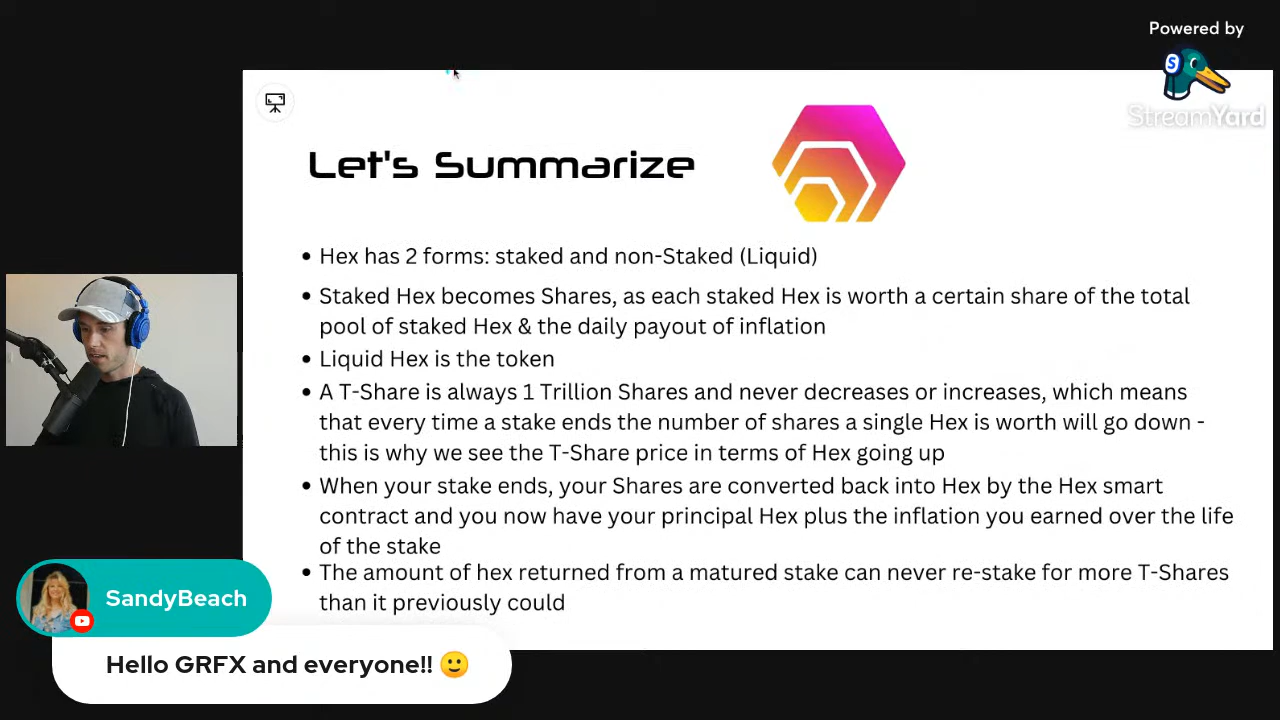 Powered by
S
StreamYard
Let's Summarize
• Hex has 2 forms: staked and non-Staked (Liquid)
• Staked Hex becomes Shares, as each staked Hex is worth a certain share of the total
pool of staked Hex & the daily payout of inflation
• Liquid Hex is the token
• A T-Share is always 1 Trillion Shares and never decreases or increases, which means
that every time a stake ends the number of shares a single Hex is worth will go down -
this is why we see the T-Share price in terms of Hex going up
• When your stake ends, your Shares are converted back into Hex by the Hex smart
contract and you now have your principal Hex plus the inflation you earned over the life
of the stake
• The amount of hex returned from a matured stake can never re-stake for more T-Shares
than it previously could
SandyBeach
Hello GRFX and everyone!! 🙂